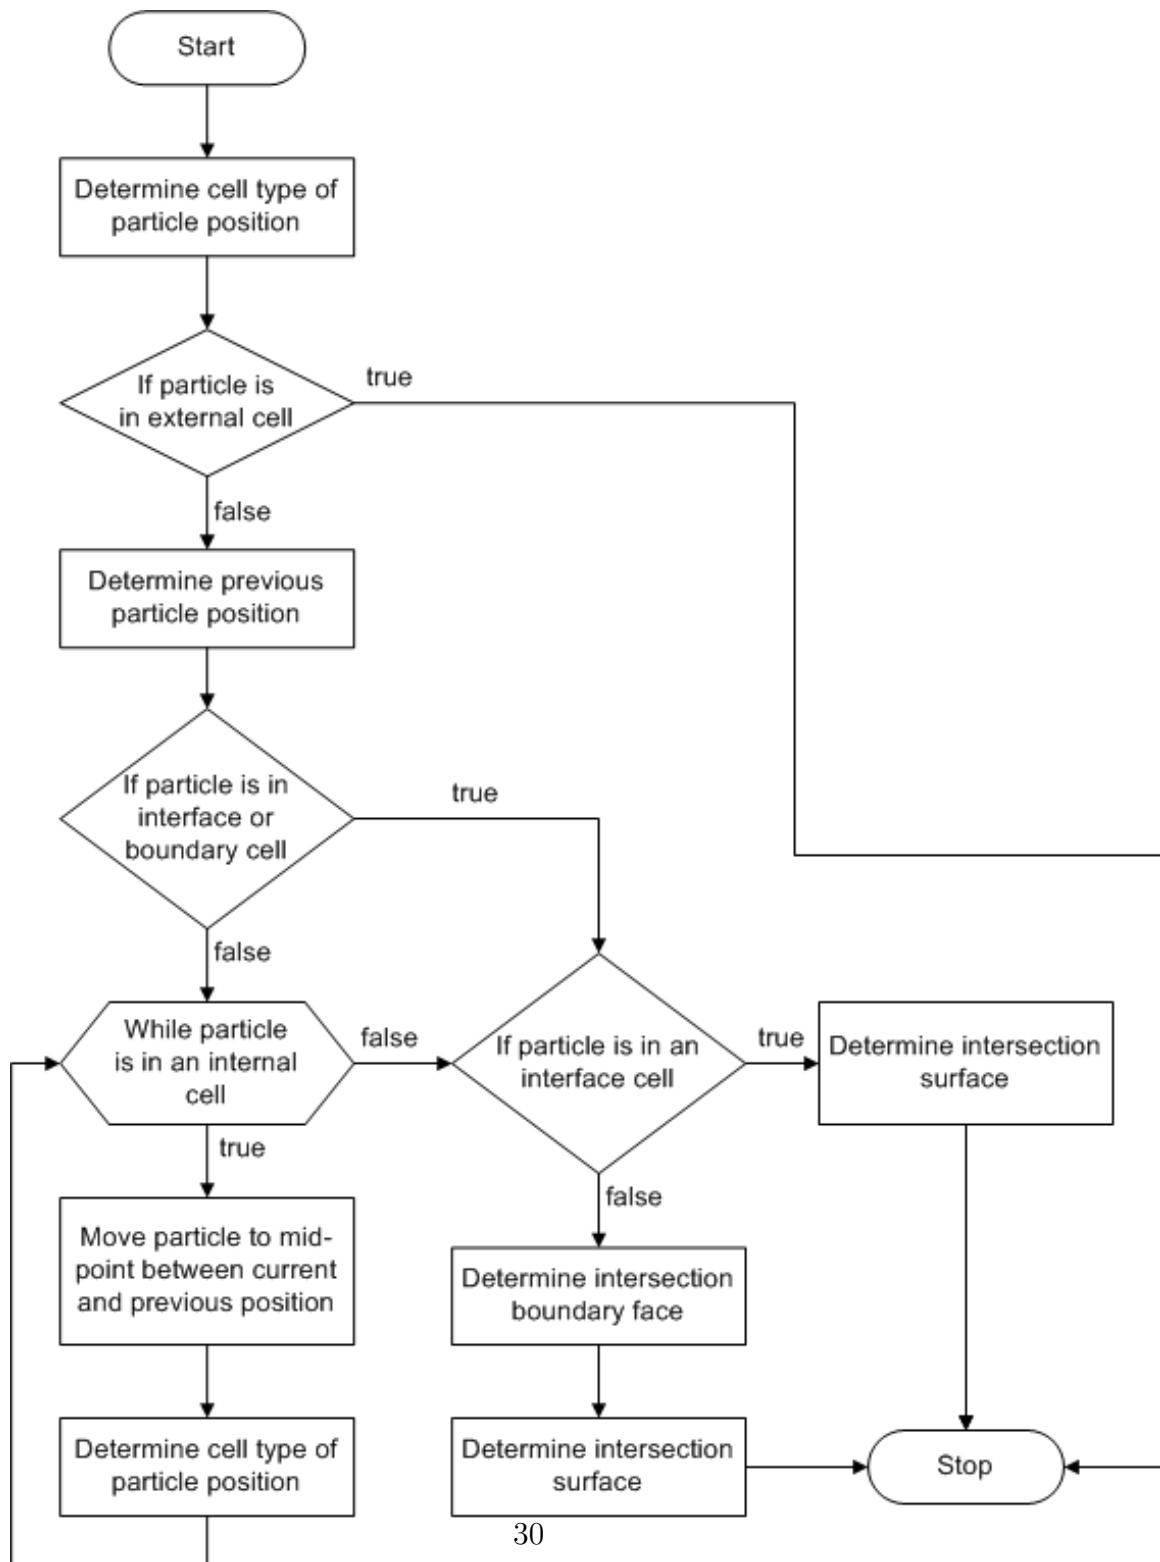 Start
Determine cell type of
particle position
If particle is
in external cell
true
false
Determine previous
particle position
If particle is in
interface or
boundary cell
true
false
While particle
is in an internal
cell
false
If particle is in an
interface cell
true
Determine intersection
surface
true
false
Move particle to mid-
point between current
and previous position
Determine intersection
boundary face
Determine cell type of
particle position
Determine intersection
surface
Stop
30